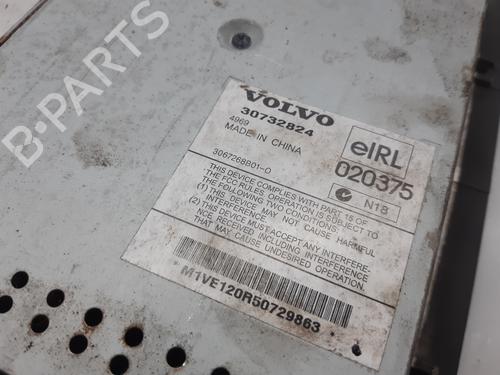 B-PARTS
VOLVO
30732824
4969
MADE IN CHINA
3067268B01-0
eIRL
020375
N18
THIS DEVICE COMPLIES WITH PART 15 OF
THE FCC RULES. OPERATION IS SUBJECT TO
THE FOLLOWING TWO CONDITIONS:
(1) THIS DEVICE MAY NOT CAUSE HARMFUL
INTERFERENCE, AND
(2) THIS DEVICE MUST ACCEPT ANY INTERFERE-
NCE RECEIVED INCLUDING INTERFERENCE
THAT MAY CAUSE UNDESIRED OPERATION.
M1VE120R50729863